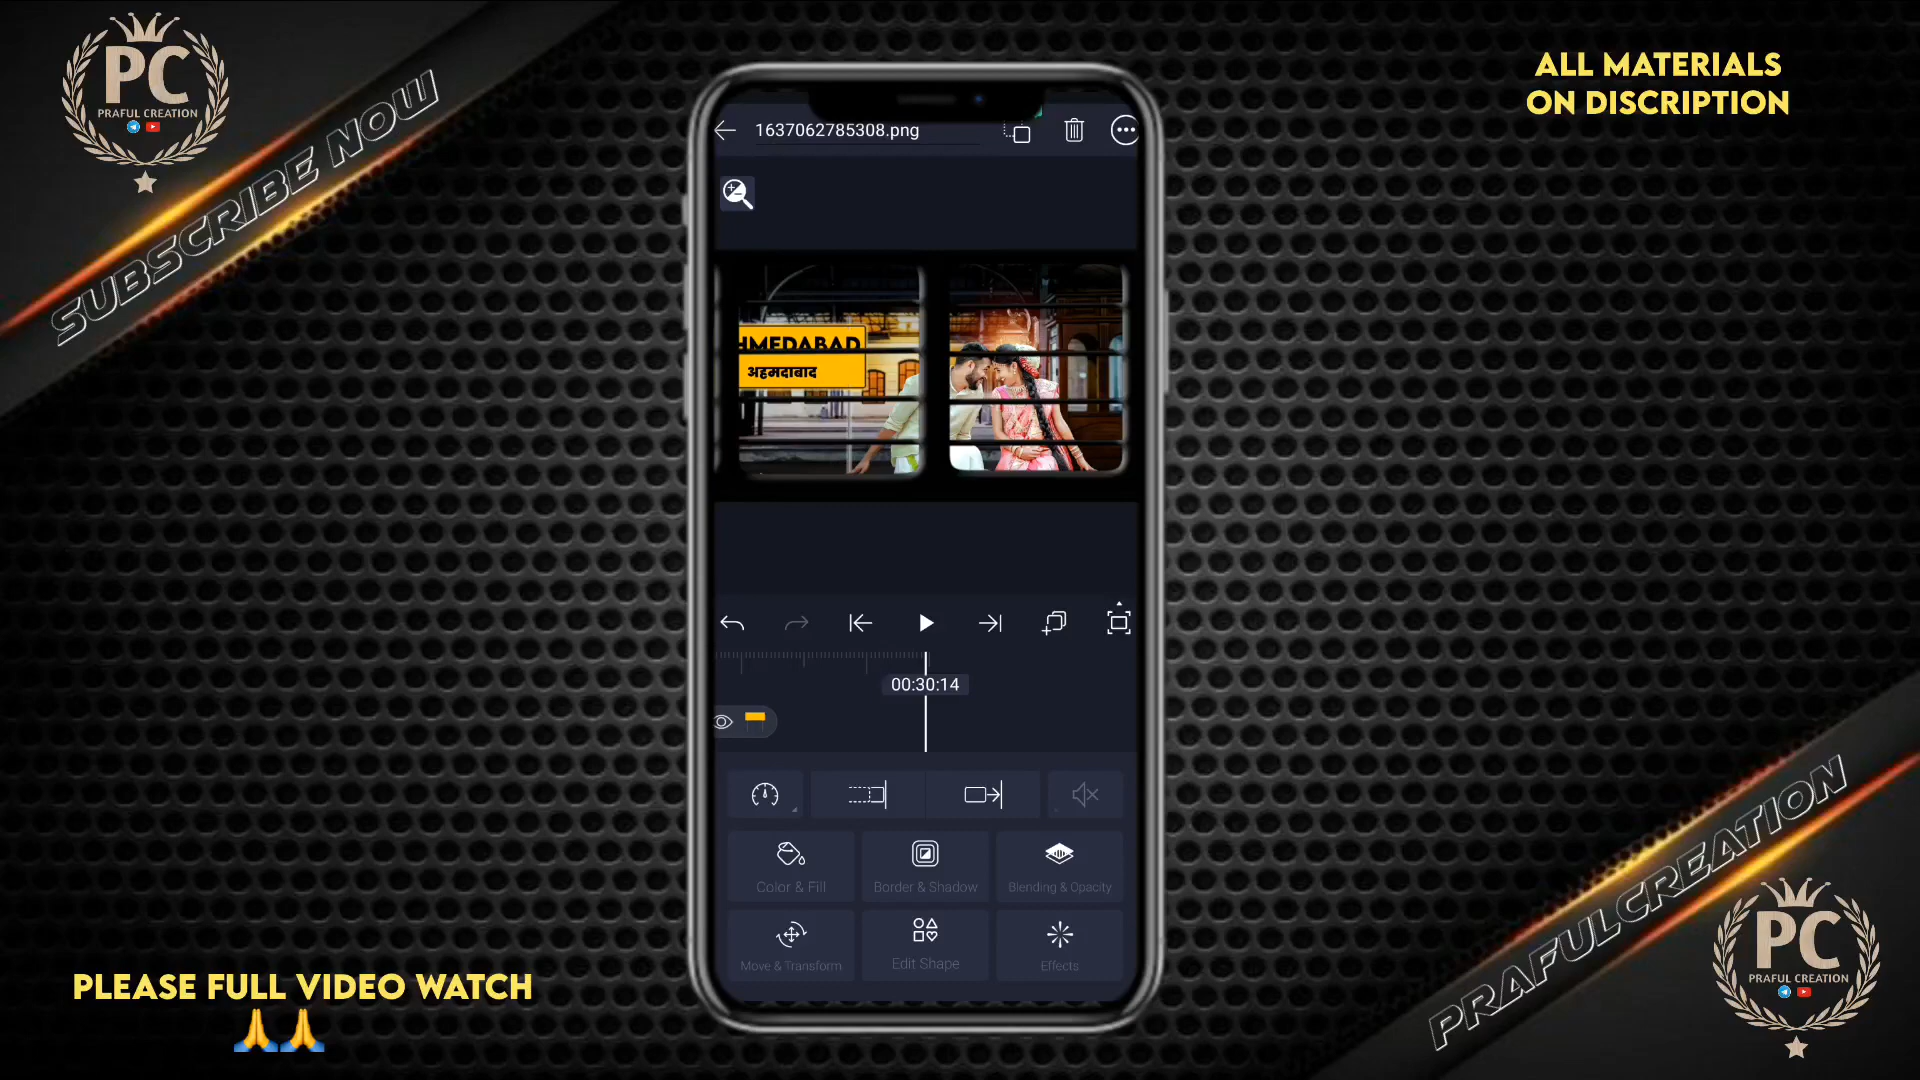 PC
PRAFUL CREATION
SUBSCRIBE NOW
ALL MATERIALS
ON DISCRIPTION
1637062785308.png
HMEDABAD
अहमदाबाद
00:30:14
Color & Fill
Border & Shadow
Blending & Opacity
Move & Transform
Edit Shape
Effects
PLEASE FULL VIDEO WATCH
🙏🙏
PRAFULCREATION
PC
PRAFUL CREATION